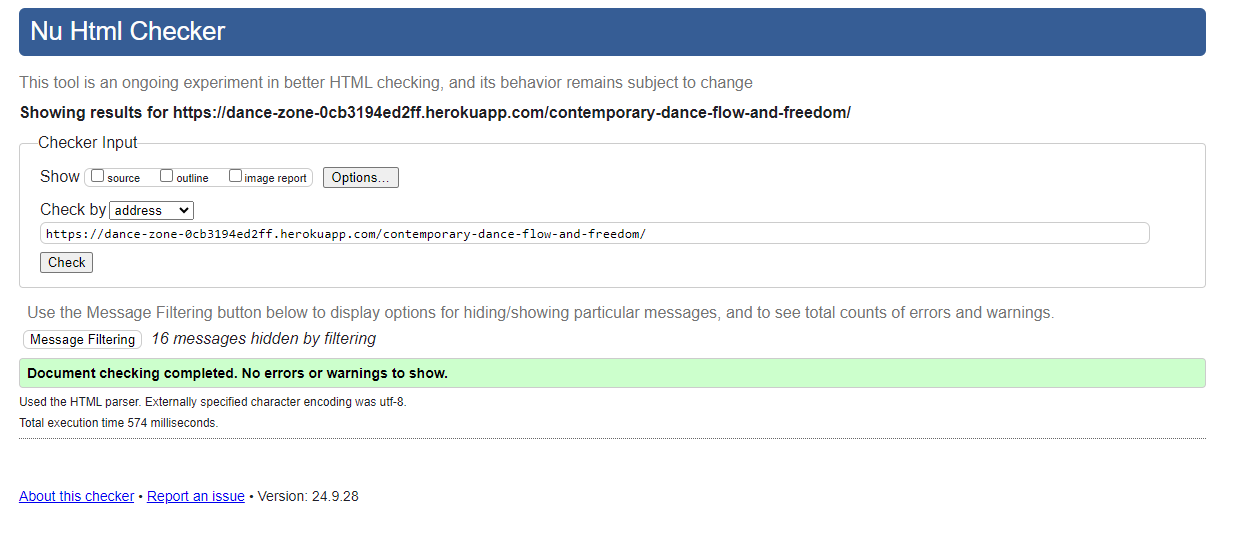 Nu Html Checker
This tool is an ongoing experiment in better HTML checking, and its behavior remains subject to change
Showing results for https://dance-zone-0cb3194ed2ff.herokuapp.com/contemporary-dance-flow-and-freedom/
Checker Input
Show source outline image report Options...
Check by address
https://dance-zone-0cb3194ed2ff.herokuapp.com/contemporary-dance-flow-and-freedom/
Check
Use the Message Filtering button below to display options for hiding/showing particular messages, and to see total counts of errors and warnings.
Message Filtering 16 messages hidden by filtering
Document checking completed. No errors or warnings to show.
Used the HTML parser. Externally specified character encoding was utf-8.
Total execution time 574 milliseconds.
About this checker • Report an issue • Version: 24.9.28